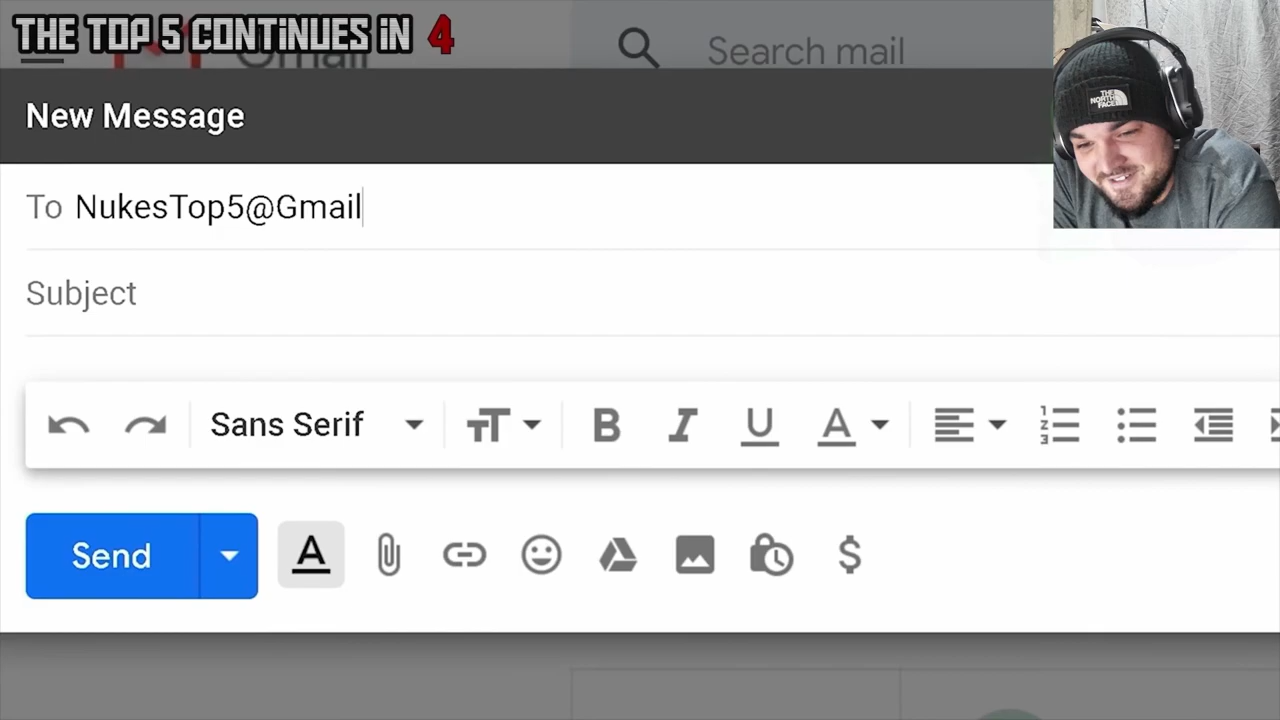 THE TOP 5 CONTINUES IN 4
Gmail
Search mail
New Message
To NukesTop5@Gmail
Subject
Sans Serif
B I U A
Send
A
$
THE
NORTH
FACE